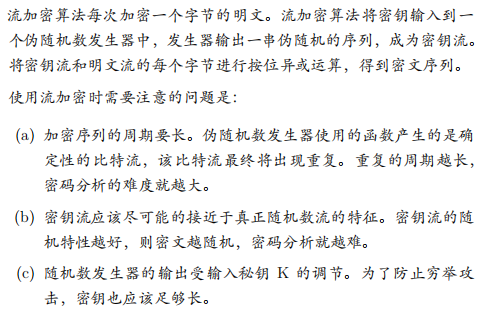 流加密算法每次加密一个字节的明文。流加密算法将密钥输入到一
个伪随机数发生器中，发生器输出一串伪随机的序列，成为密钥流。
将密钥流和明文流的每个字节进行按位异或运算，得到密文序列。
使用流加密时需要注意的问题是：
(a) 加密序列的周期要长。伪随机数发生器使用的函数产生的是确
定性的比特流，该比特流最终将出现重复。重复的周期越长，
密码分析的难度就越大。
(b) 密钥流应该尽可能的接近于真正随机数流的特征。密钥流的随
机特性越好，则密文越随机，密码分析就越难。
(c) 随机数发生器的输出受输入秘钥 K 的调节。为了防止穷举攻
击，密钥也应该足够长。